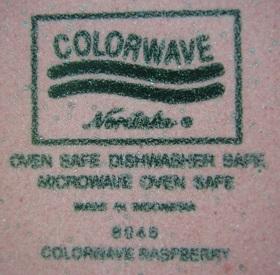 COLORWAVE
Noritake ®
OVEN SAFE DISHWASHER SAFE
MICROWAVE OVEN SAFE
MADE IN INDONESIA
8045
COLORWAVE RASPBERRY